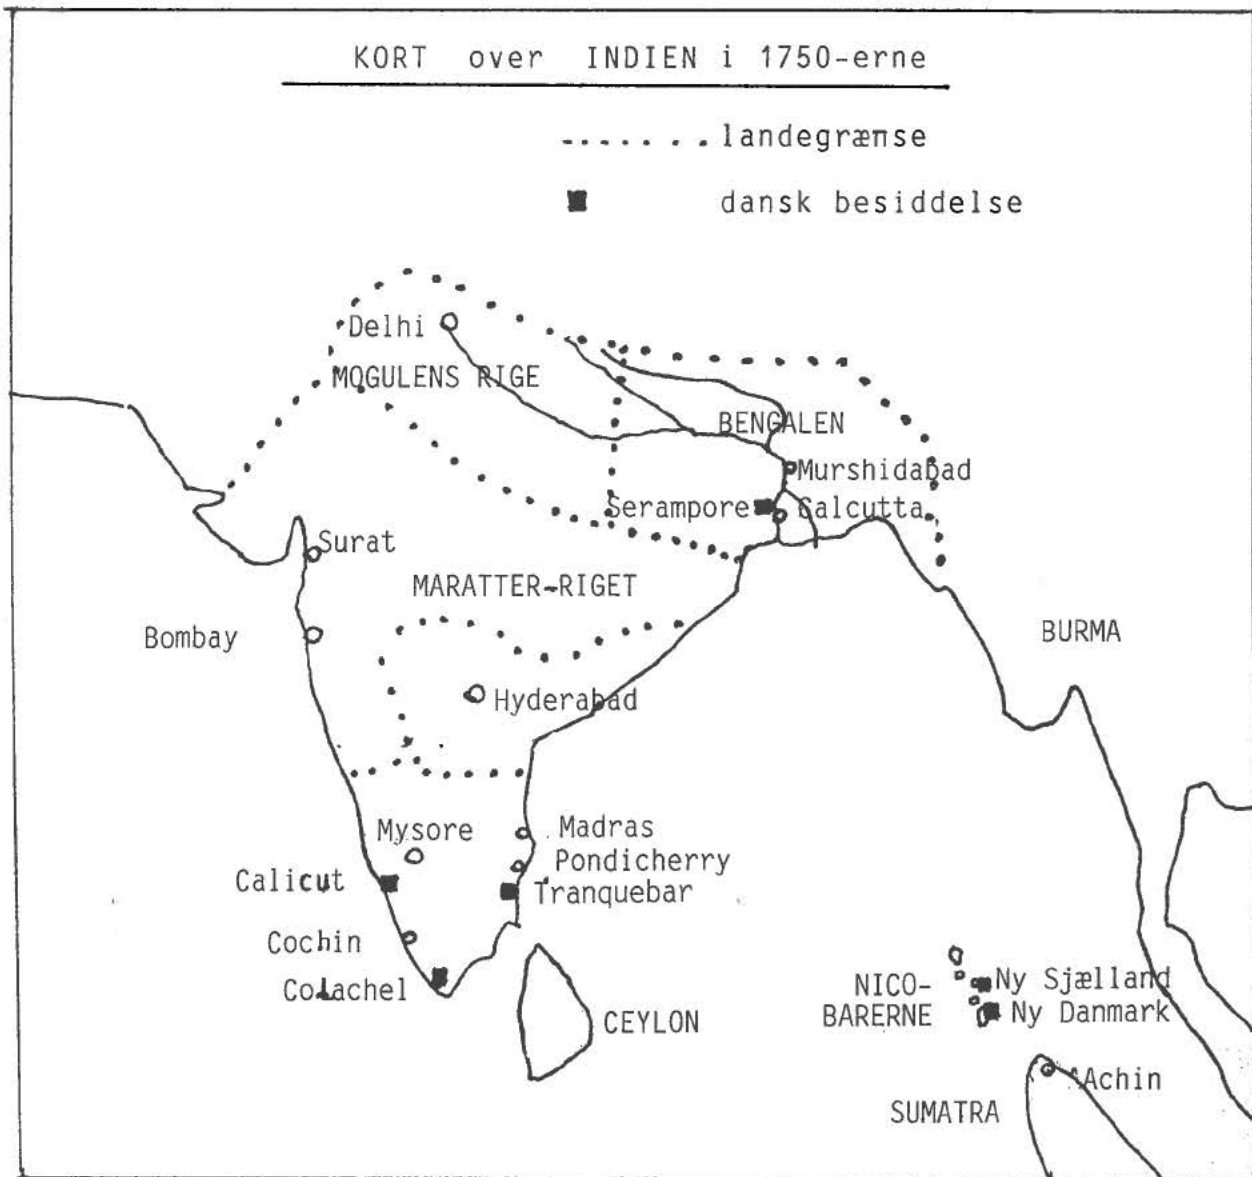 KORT over INDIEN i 1750-erne
landegrænse
dansk besiddelse
Delhi
MOGULENS RIGE
BENGALEN
Murshidabad
Serampore
Calcutta
Surat
MARATTER-RIGET
Bombay
BURMA
Hyderabad
Mysore
Madras
Pondicherry
Calicut
Tranquebar
Cochin
Colachel
NICO-
BARERNE
Ny Sjælland
Ny Danmark
CEYLON
Achin
SUMATRA